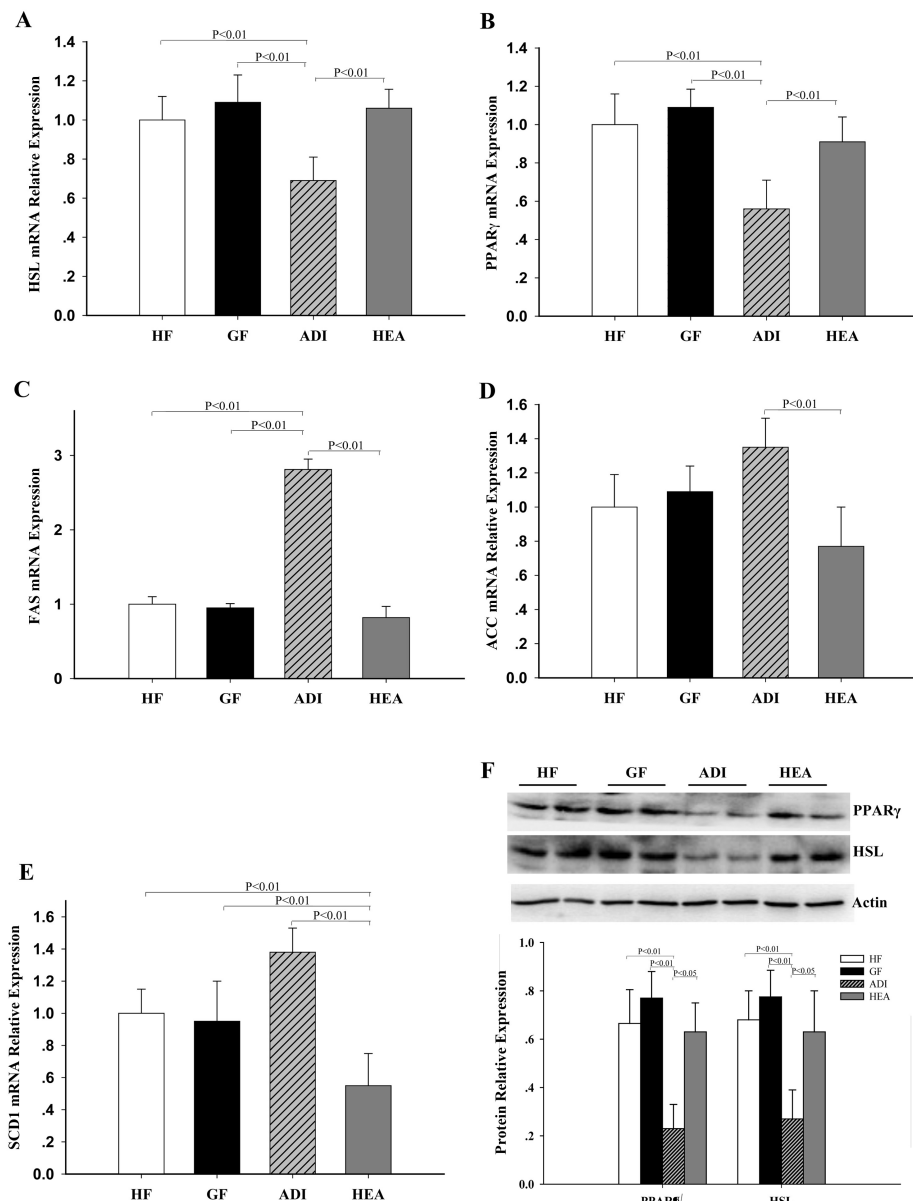 A
HSL mRNA Relative Expression
1.4
1.2
1.0
.8
.6
.4
.2
0.0
P<0.01
P<0.01
P<0.01
HF GF ADI HEA
B
PPARγ mRNA Expression
1.4
1.2
1.0
.8
.6
.4
.2
0.0
P<0.01
P<0.01
P<0.01
HF GF ADI HEA
C
FAS mRNA Expression
3
2
1
0
P<0.01
P<0.01
P<0.01
HF GF ADI HEA
D
ACC mRNA Relative Expression
1.6
1.4
1.2
1.0
.8
.6
.4
.2
0.0
P<0.01
HF GF ADI HEA
E
SCD1 mRNA Relative Expression
1.6
1.4
1.2
1.0
.8
.6
.4
.2
0.0
P<0.01
P<0.01
P<0.01
HF GF ADI HEA
F
HF GF ADI HEA
PPARγ
HSL
Actin
Protein Relative Expression
1.0
.8
.6
.4
.2
0.0
P<0.01
P<0.01
P<0.05
P<0.01
P<0.01
P<0.05
HF
GF
ADI
HEA
HSL